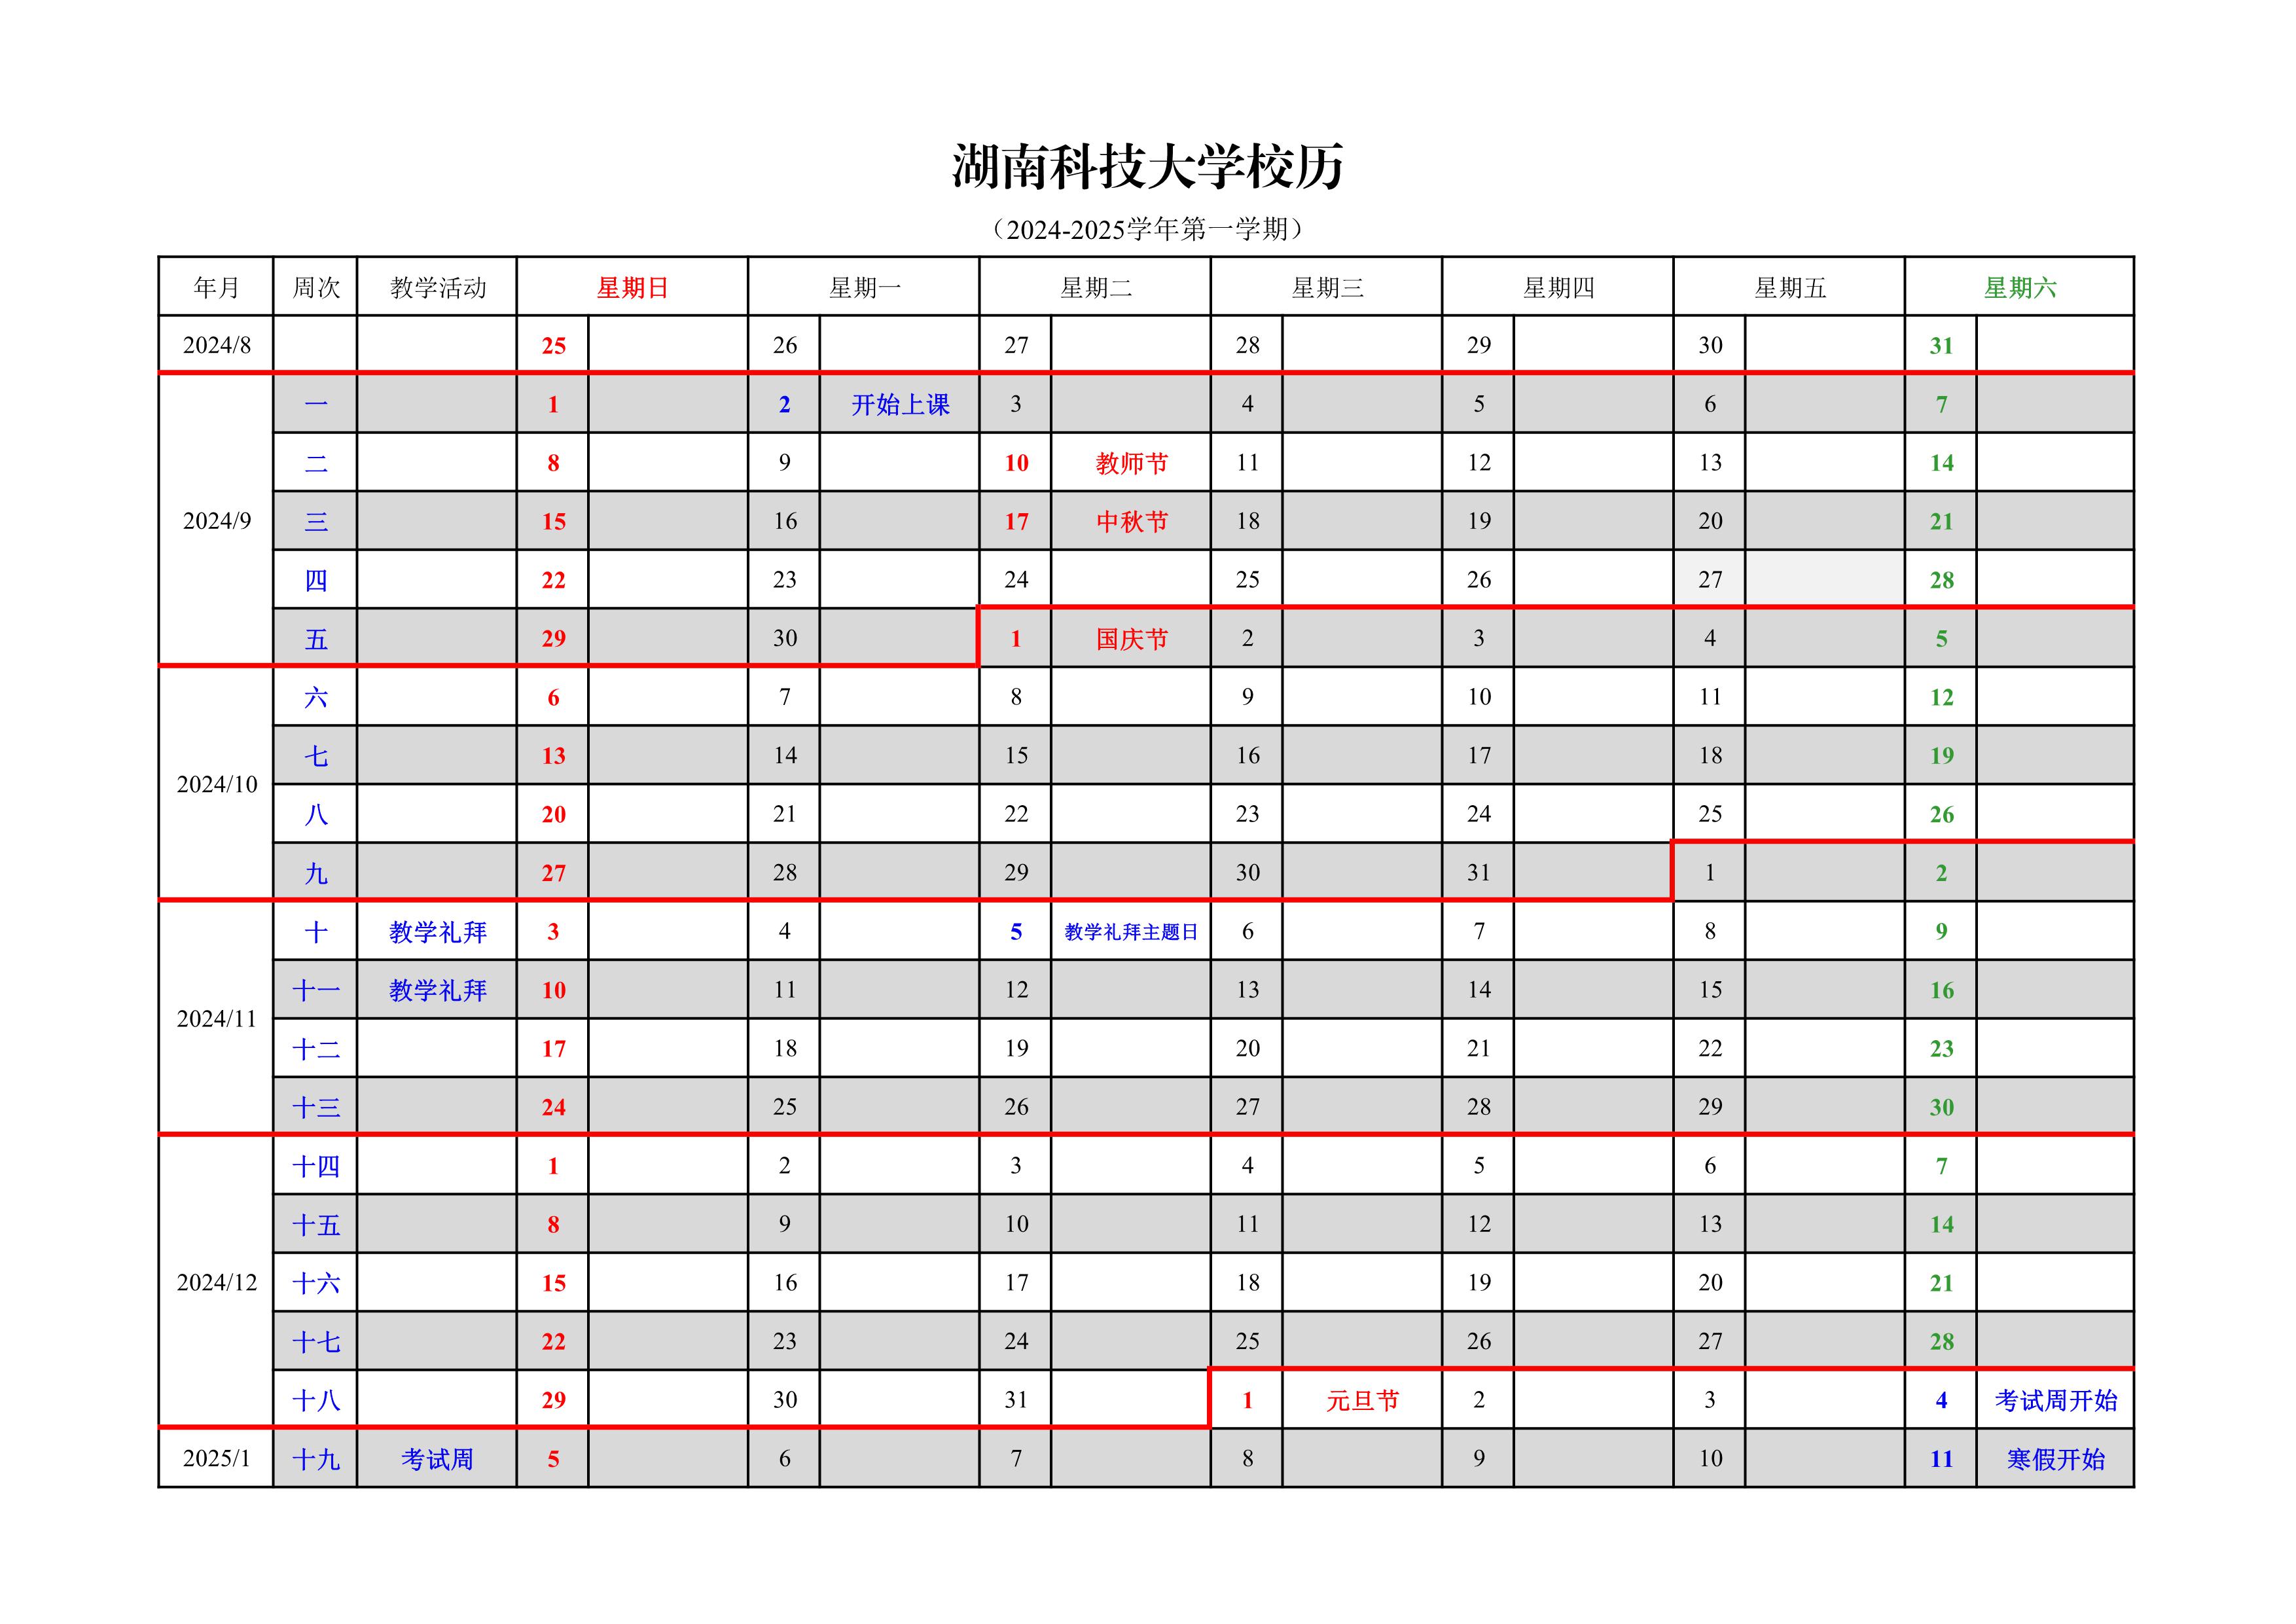 湖南科技大学校历
（2024-2025学年第一学期）
年月 周次 教学活动 星期日 星期一 星期二 星期三 星期四 星期五 星期六
2024/8 25 26 27 28 29 30 31
2024/9 一 1 2 开始上课 3 4 5 6 7
二 8 9 10 教师节 11 12 13 14
三 15 16 17 中秋节 18 19 20 21
四 22 23 24 25 26 27 28
五 29 30 1 国庆节 2 3 4 5
2024/10 六 6 7 8 9 10 11 12
七 13 14 15 16 17 18 19
八 20 21 22 23 24 25 26
九 27 28 29 30 31 1 2
2024/11 十 教学礼拜 3 4 5 教学礼拜主题日 6 7 8 9
十一 教学礼拜 10 11 12 13 14 15 16
十二 17 18 19 20 21 22 23
十三 24 25 26 27 28 29 30
2024/12 十四 1 2 3 4 5 6 7
十五 8 9 10 11 12 13 14
十六 15 16 17 18 19 20 21
十七 22 23 24 25 26 27 28
十八 29 30 31 1 元旦节 2 3 4 考试周开始
2025/1 十九 考试周 5 6 7 8 9 10 11 寒假开始